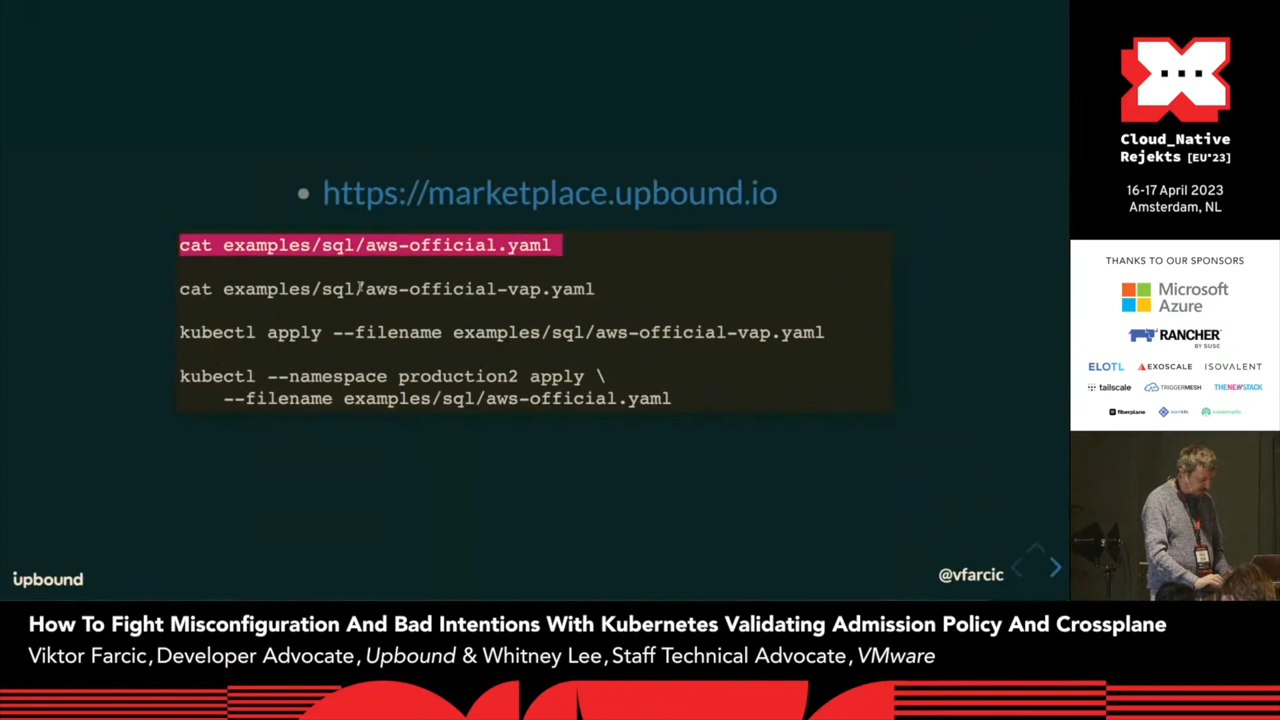 • https://marketplace.upbound.io
cat examples/sql/aws-official.yaml
cat examples/sql/aws-official-vap.yaml
kubectl apply --filename examples/sql/aws-official-vap.yaml
kubectl --namespace production2 apply \
--filename examples/sql/aws-official.yaml
upbound
@vfarcic
Cloud_Native
Rejekts [EU'23]
16-17 April 2023
Amsterdam, NL
THANKS TO OUR SPONSORS
Microsoft
Azure
RANCHER
BY SUSE
ELOTL EXOSCALE ISOVALENT
tailscale TRIGGERMESH THENEWSTACK
fiberplane
How To Fight Misconfiguration And Bad Intentions With Kubernetes Validating Admission Policy And Crossplane
Viktor Farcic, Developer Advocate, Upbound & Whitney Lee, Staff Technical Advocate, VMware